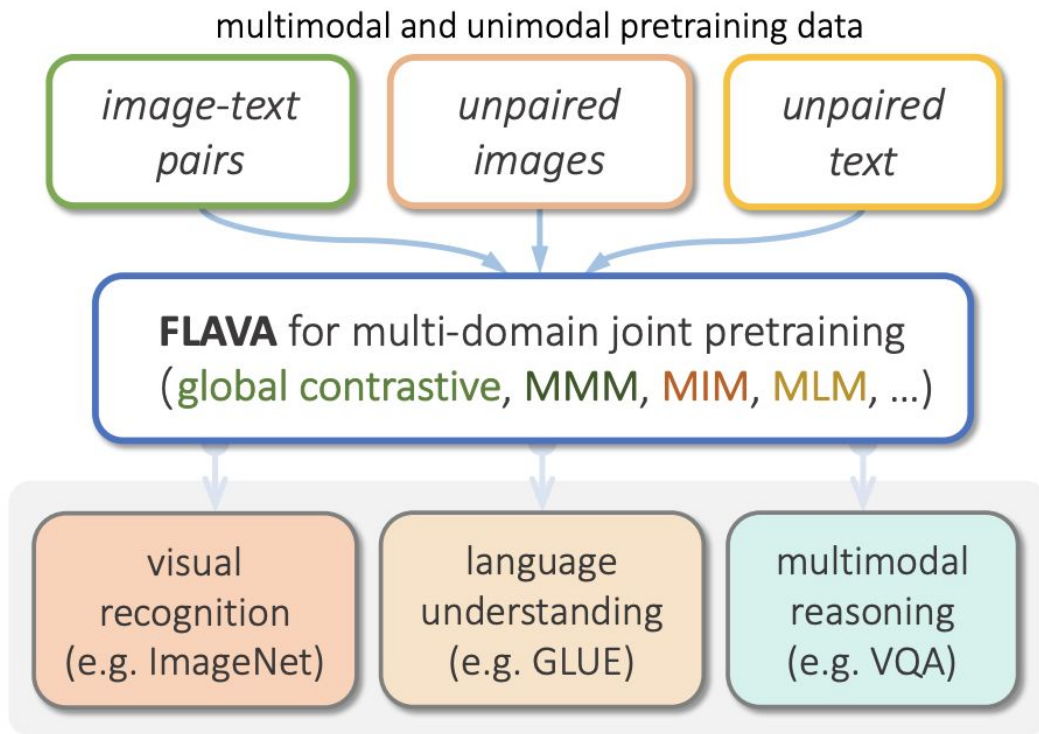 multimodal and unimodal pretraining data
image-text
pairs
unpaired
images
unpaired
text
FLAVA for multi-domain joint pretraining
(global contrastive, MMM, MIM, MLM, ...)
visual
recognition
(e.g. ImageNet)
language
understanding
(e.g. GLUE)
multimodal
reasoning
(e.g. VQA)